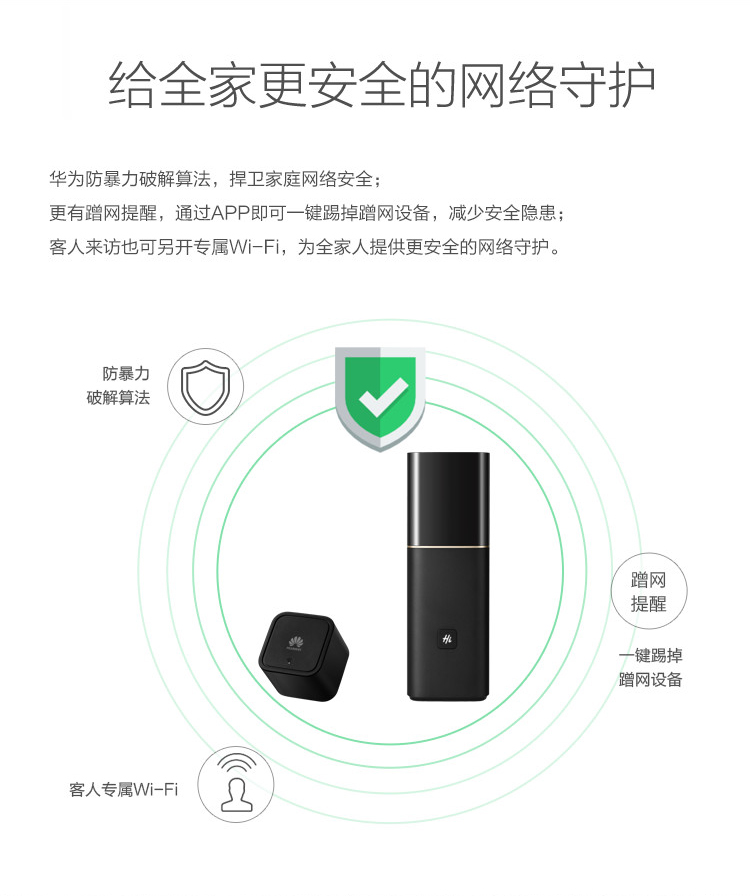 给全家更安全的网络守护
华为防暴力破解算法，捍卫家庭网络安全；
更有蹭网提醒，通过APP即可一键踢掉蹭网设备，减少安全隐患；
客人来访也可另开专属Wi-Fi，为全家人提供更安全的网络守护。
防暴力
破解算法
Hi
HUAWEI
蹭网
提醒
一键踢掉
蹭网设备
客人专属Wi-Fi